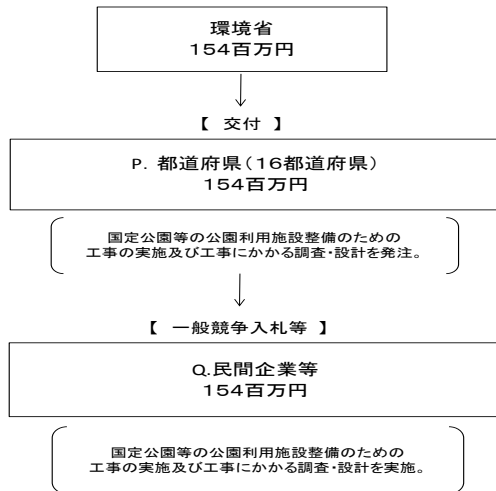 環境省
154百万円
【 交付 】
P. 都道府県(16都道府県)
154百万円
国定公園等の公園利用施設整備のための
工事の実施及び工事にかかる調査・設計を発注。
【 一般競争入札等 】
Q.民間企業等
154百万円
国定公園等の公園利用施設整備のための
工事の実施及び工事にかかる調査・設計を実施。